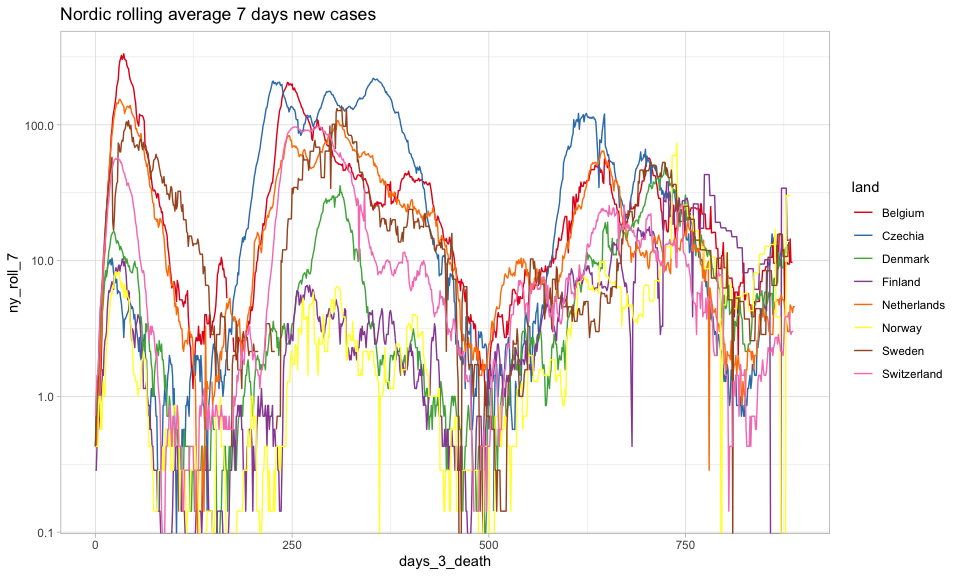 Nordic rolling average 7 days new cases
ny_roll_7
100.0
10.0
1.0
0.1
0
250
500
750
days_3_death
land
Belgium
Czechia
Denmark
Finland
Netherlands
Norway
Sweden
Switzerland